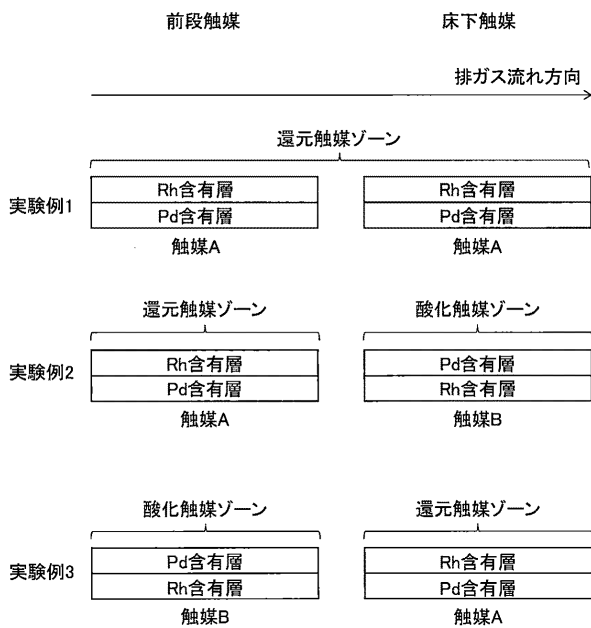 前段触媒 床下触媒
排ガス流れ方向
還元触媒ゾーン
実験例1 Rh含有層 Rh含有層
Pd含有層 Pd含有層
触媒A 触媒A
還元触媒ゾーン 酸化触媒ゾーン
実験例2 Rh含有層 Pd含有層
Pd含有層 Rh含有層
触媒A 触媒B
酸化触媒ゾーン 還元触媒ゾーン
実験例3 Pd含有層 Rh含有層
Rh含有層 Pd含有層
触媒B 触媒A